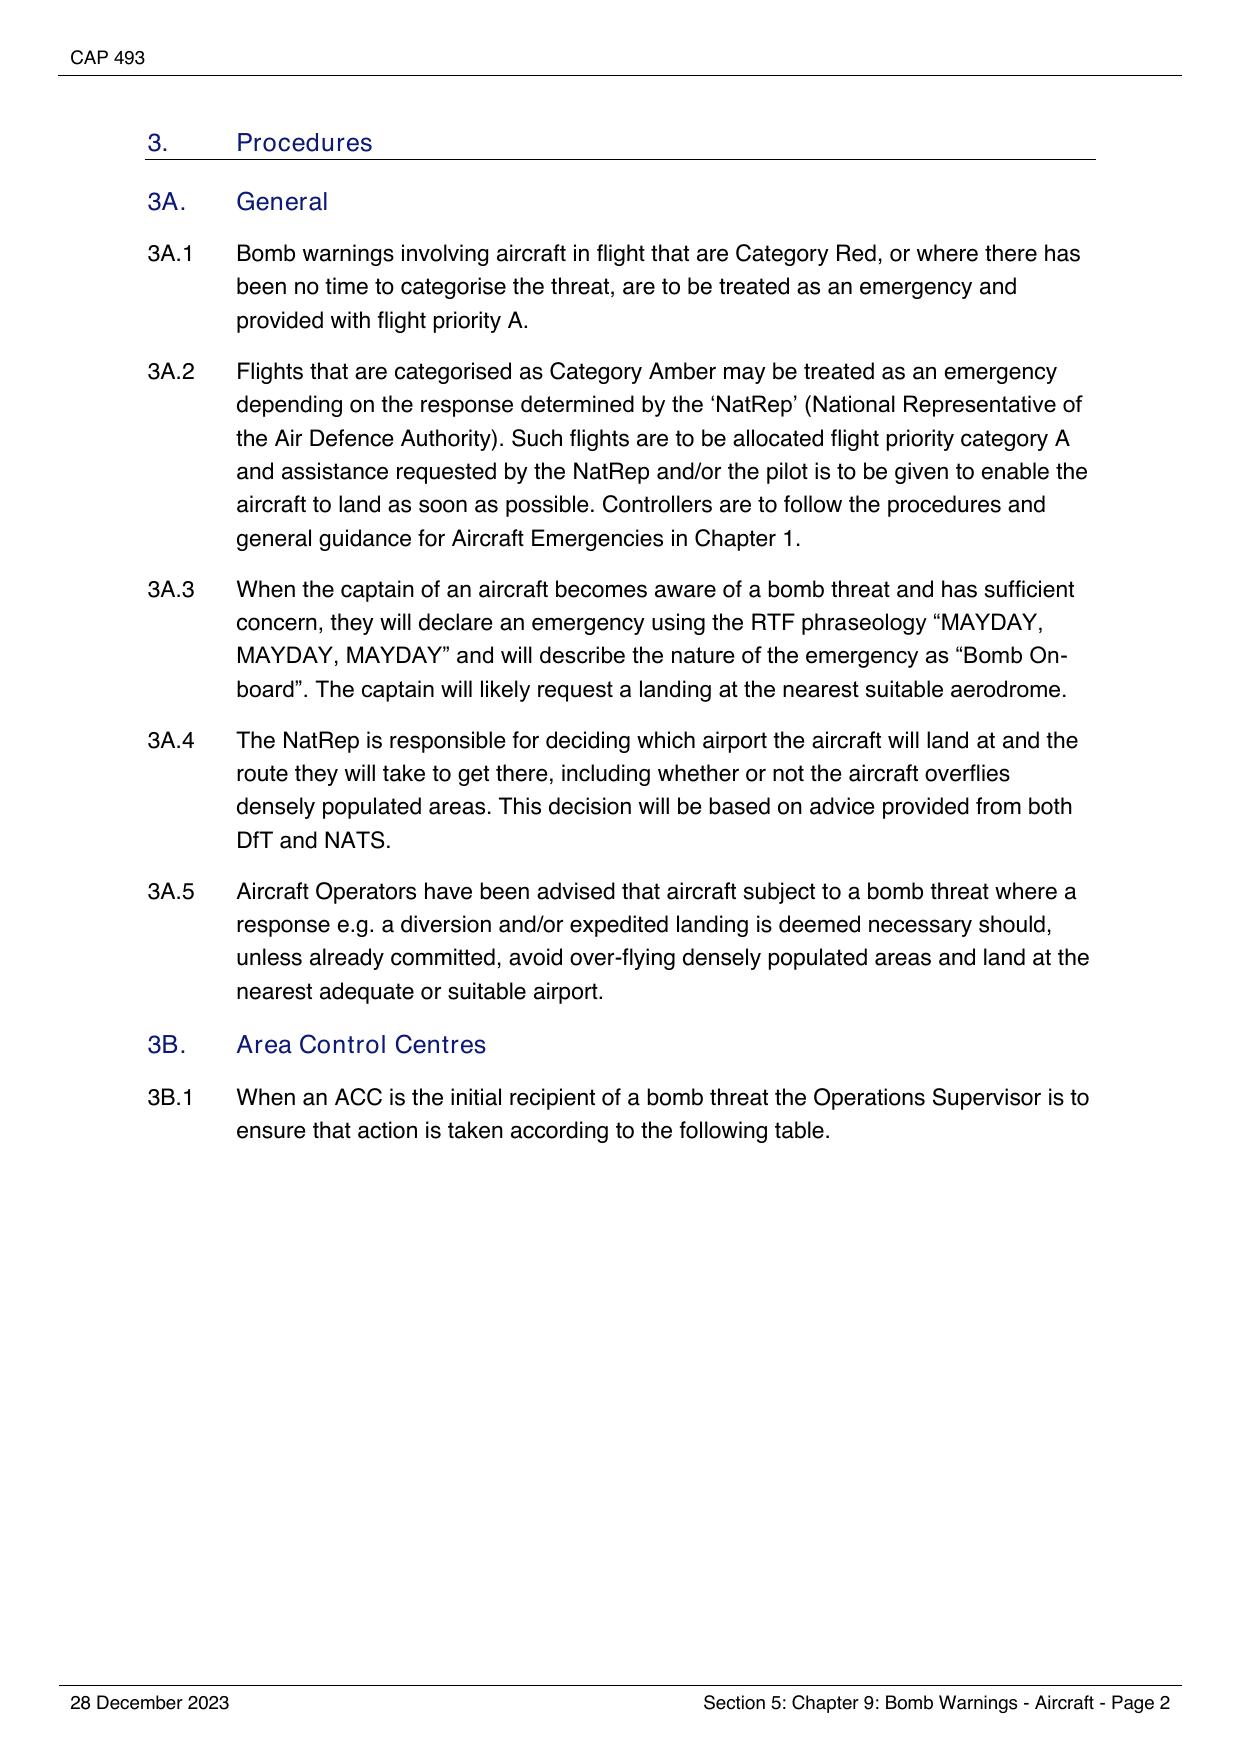 CAP 493
3. Procedures
3A. General
3A.1 Bomb warnings involving aircraft in flight that are Category Red, or where there has
been no time to categorise the threat, are to be treated as an emergency and
provided with flight priority A.
3A.2 Flights that are categorised as Category Amber may be treated as an emergency
depending on the response determined by the ‘NatRep’ (National Representative of
the Air Defence Authority). Such flights are to be allocated flight priority category A
and assistance requested by the NatRep and/or the pilot is to be given to enable the
aircraft to land as soon as possible. Controllers are to follow the procedures and
general guidance for Aircraft Emergencies in Chapter 1.
3A.3 When the captain of an aircraft becomes aware of a bomb threat and has sufficient
concern, they will declare an emergency using the RTF phraseology “MAYDAY,
MAYDAY, MAYDAY” and will describe the nature of the emergency as “Bomb On-
board”. The captain will likely request a landing at the nearest suitable aerodrome.
3A.4 The NatRep is responsible for deciding which airport the aircraft will land at and the
route they will take to get there, including whether or not the aircraft overflies
densely populated areas. This decision will be based on advice provided from both
DfT and NATS.
3A.5 Aircraft Operators have been advised that aircraft subject to a bomb threat where a
response e.g. a diversion and/or expedited landing is deemed necessary should,
unless already committed, avoid over-flying densely populated areas and land at the
nearest adequate or suitable airport.
3B. Area Control Centres
3B.1 When an ACC is the initial recipient of a bomb threat the Operations Supervisor is to
ensure that action is taken according to the following table.
28 December 2023 Section 5: Chapter 9: Bomb Warnings - Aircraft - Page 2